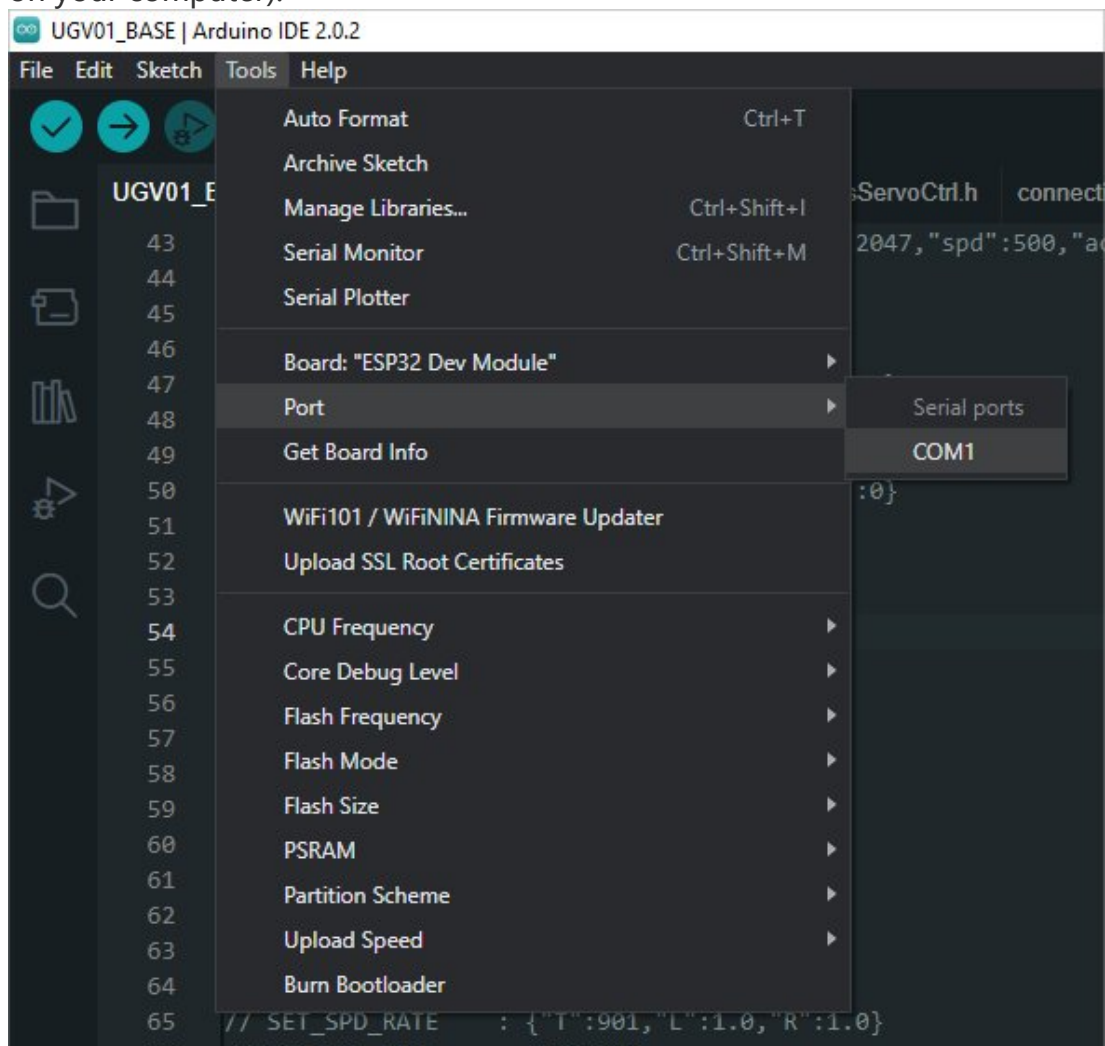 on your computer).
UGV01_BASE | Arduino IDE 2.0.2
File Edit Sketch Tools Help
Auto Format Ctrl+T
Archive Sketch
UGV01_B sServoCtrl.h connecti
Manage Libraries... Ctrl+Shift+I
43 2047,"spd":500,"ac
Serial Monitor Ctrl+Shift+M
44
Serial Plotter
45
46
Board: "ESP32 Dev Module"
47
Port Serial ports
48
49
Get Board Info COM1
50 :0}
WiFi101 / WiFiNINA Firmware Updater
51
52
Upload SSL Root Certificates
53
54
CPU Frequency
55
Core Debug Level
56
Flash Frequency
57
58
Flash Mode
59
Flash Size
60
PSRAM
61
Partition Scheme
62
63
Upload Speed
64
Burn Bootloader
65 // SET_SPD_RATE : {"T":901,"L":1.0,"R":1.0}